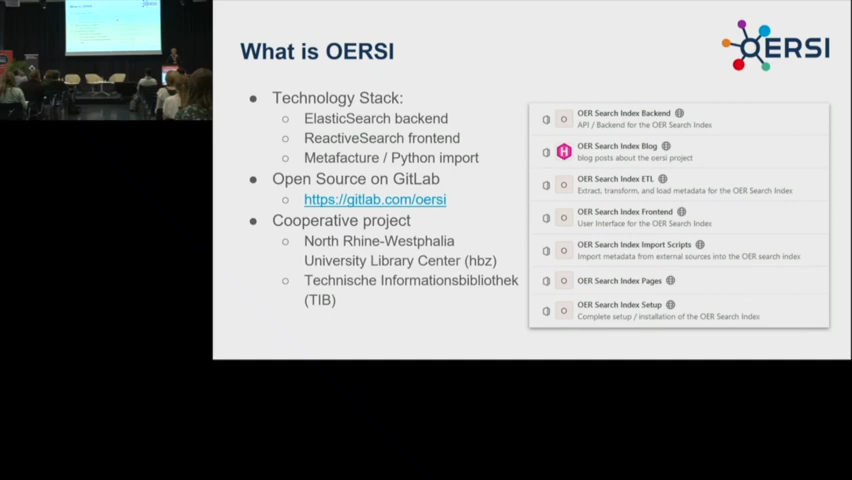 What is OERSI
OERSI
● Technology Stack:
○ ElasticSearch backend
○ ReactiveSearch frontend
○ Metafacture / Python import
● Open Source on GitLab
○ https://gitlab.com/oersi
● Cooperative project
○ North Rhine-Westphalia
University Library Center (hbz)
○ Technische Informationsbibliothek
(TIB)
O OER Search Index Backend
API / Backend for the OER Search Index
H OER Search Index Blog
blog posts about the oersi project
O OER Search Index ETL
Extract, transform, and load metadata for the OER Search Index
O OER Search Index Frontend
User Interface for the OER Search Index
O OER Search Index Import Scripts
Import metadata from external sources into the OER search index
O OER Search Index Pages
O OER Search Index Setup
Complete setup / installation of the OER Search Index